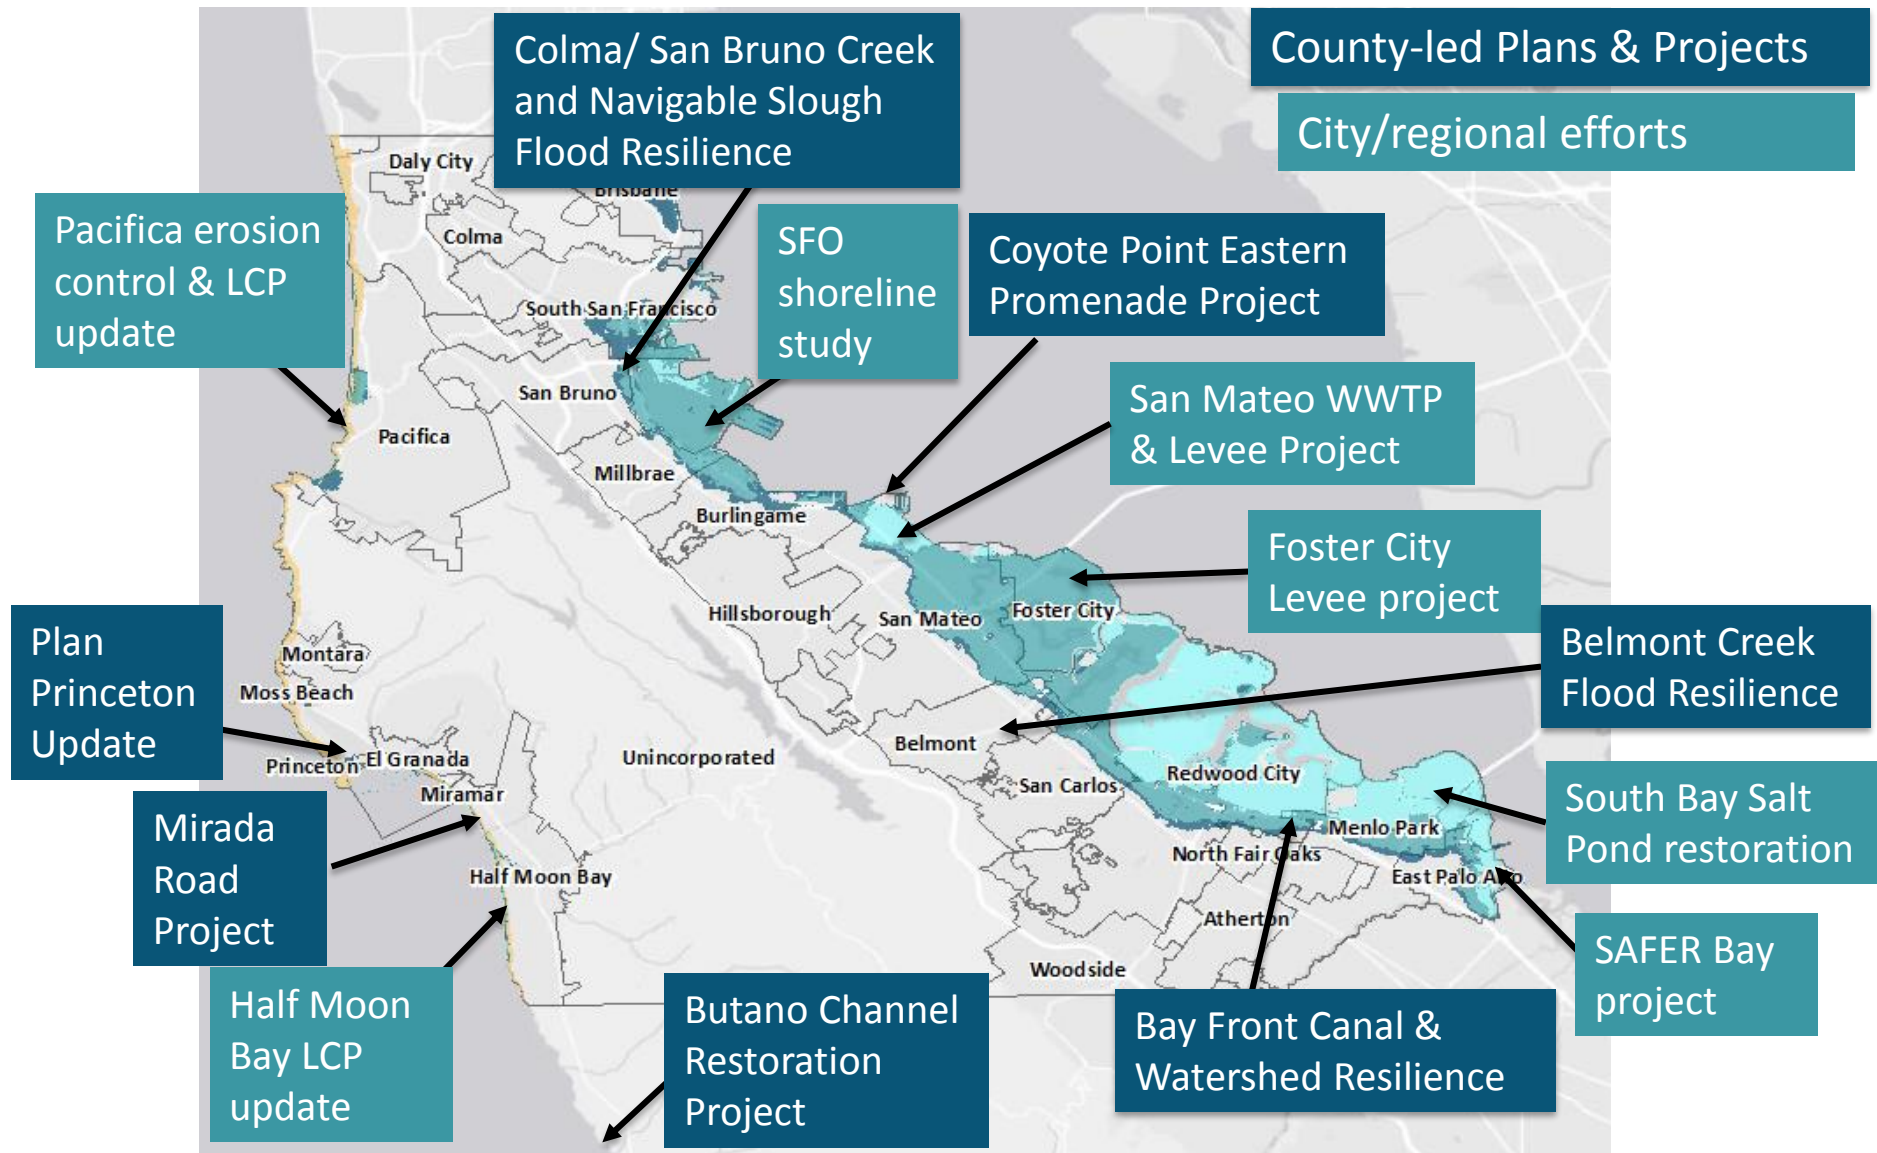 Colma/ San Bruno Creek
and Navigable Slough
Flood Resilience
County-led Plans & Projects
City/regional efforts
Daly City
Brisbane
Colma
Pacifica erosion
control & LCP
update
SFO
shoreline
study
Coyote Point Eastern
Promenade Project
South San Francisco
San Bruno
San Mateo WWTP
& Levee Project
Pacifica
Millbrae
Burlingame
Foster City
Levee project
Hillsborough
San Mateo
Foster City
Plan
Princeton
Update
Montara
Moss Beach
Belmont Creek
Flood Resilience
Belmont
Unincorporated
El Granada
Princeton
Miramar
San Carlos
Redwood City
South Bay Salt
Pond restoration
Mirada
Road
Project
Menlo Park
North Fair Oaks
Half Moon Bay
East Palo Alto
Atherton
Woodside
SAFER Bay
project
Half Moon
Bay LCP
update
Butano Channel
Restoration
Project
Bay Front Canal &
Watershed Resilience